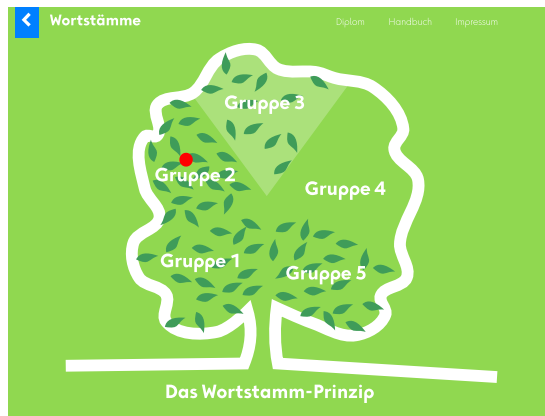 Wortstämme
Diplom Handbuch Impressum
Gruppe 3
Gruppe 2
Gruppe 4
Gruppe 1
Gruppe 5
Das Wortstamm-Prinzip